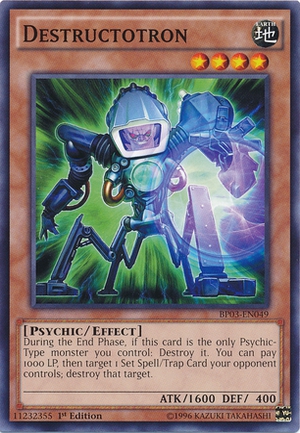 DESTRUCTOTRON
EARTH
地
BP03-EN049
[PSYCHIC/EFFECT]
During the End Phase, if this card is the only Psychic-
Type monster you control: Destroy it. You can pay
1000 LP, then target 1 Set Spell/Trap Card your opponent
controls; destroy that target.
ATK/1600 DEF/ 400
11232355 1st Edition ©1996 KAZUKI TAKAHASHI